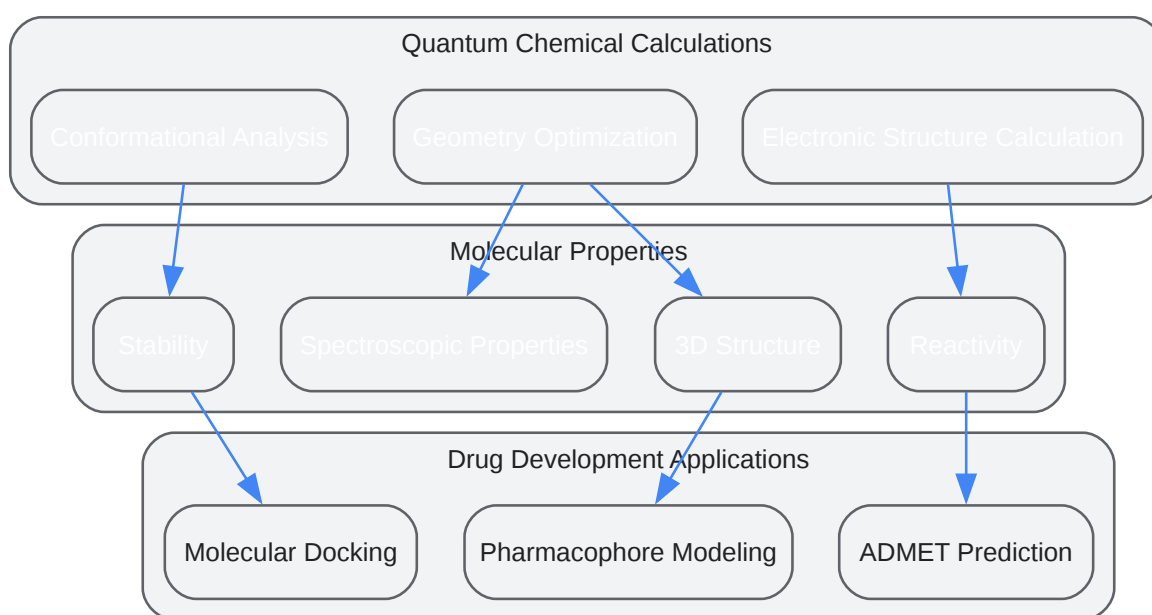 Quantum Chemical Calculations
Conformational Analysis
Geometry Optimization
Electronic Structure Calculation
Molecular Properties
Stability
Spectroscopic Properties
3D Structure
Reactivity
Drug Development Applications
Molecular Docking
Pharmacophore Modeling
ADMET Prediction